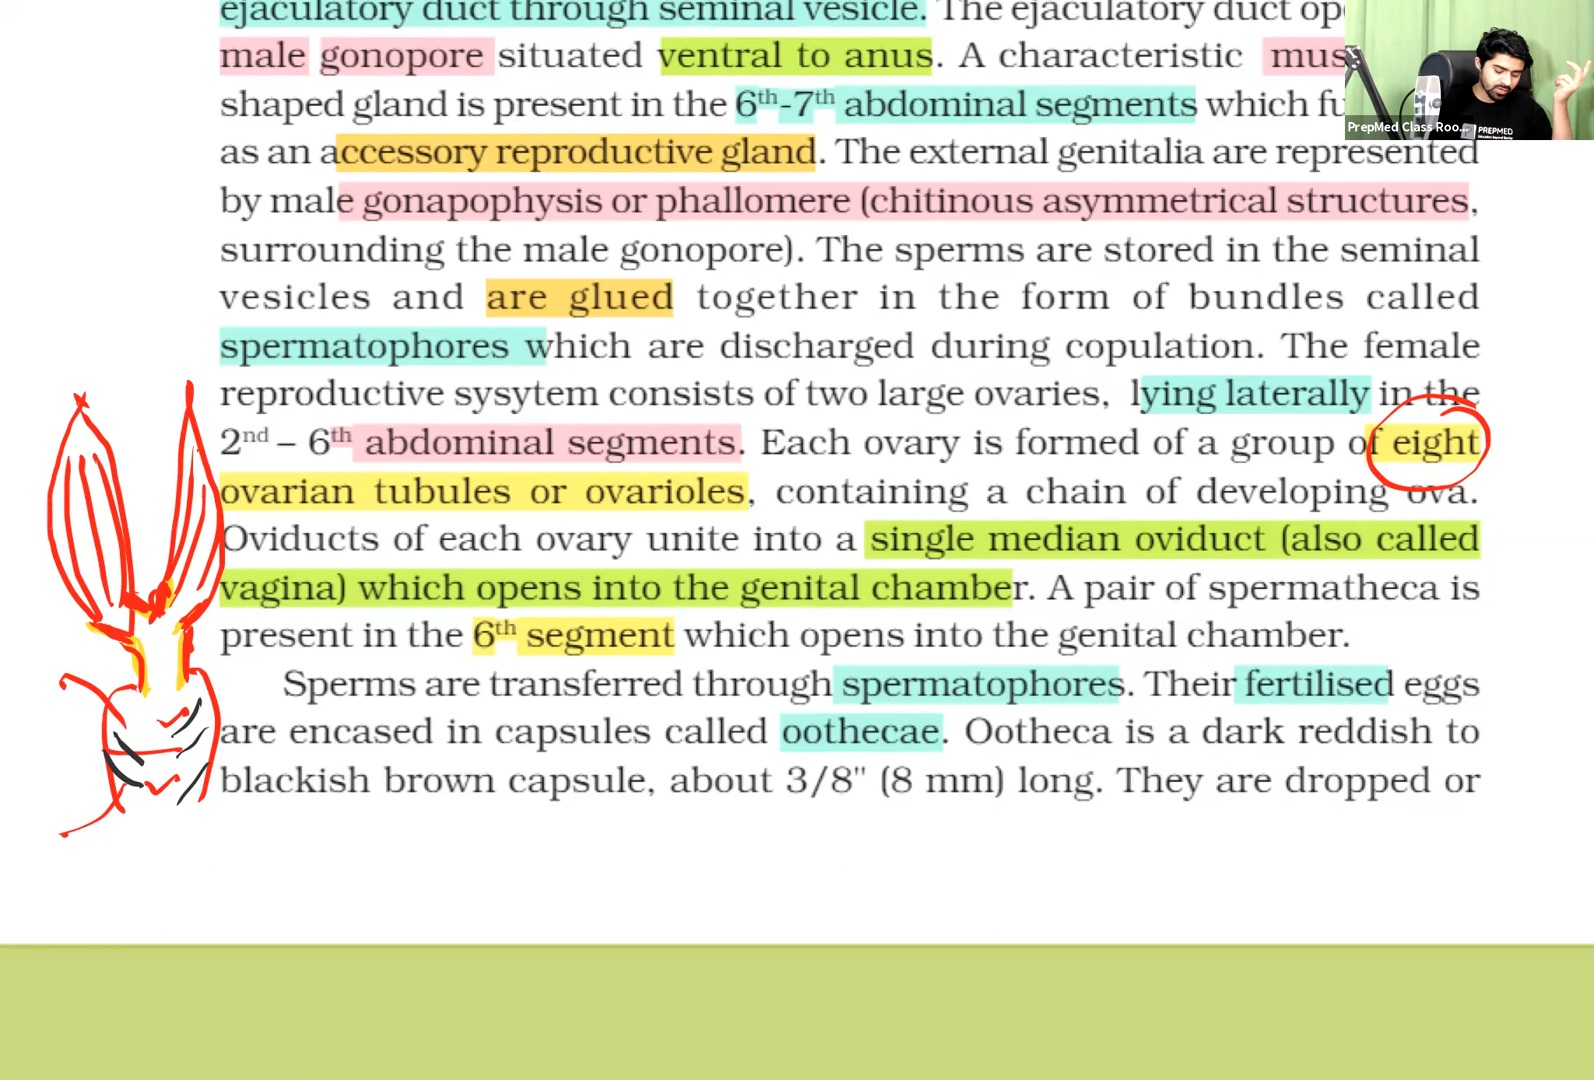 ejaculatory duct through seminal vesicle. The ejaculatory duct op
male gonopore situated ventral to anus. A characteristic mus
shaped gland is present in the 6th-7th abdominal segments which fu
as an accessory reproductive gland. The external genitalia are represented
by male gonapophysis or phallomere (chitinous asymmetrical structures,
surrounding the male gonopore). The sperms are stored in the seminal
vesicles and are glued together in the form of bundles called
spermatophores which are discharged during copulation. The female
reproductive sysytem consists of two large ovaries, lying laterally in the
2nd – 6th abdominal segments. Each ovary is formed of a group of eight
ovarian tubules or ovarioles, containing a chain of developing ova.
Oviducts of each ovary unite into a single median oviduct (also called
vagina) which opens into the genital chamber. A pair of spermatheca is
present in the 6th segment which opens into the genital chamber.
Sperms are transferred through spermatophores. Their fertilised eggs
are encased in capsules called oothecae. Ootheca is a dark reddish to
blackish brown capsule, about 3/8" (8 mm) long. They are dropped or
PrepMed Class Roo...
PREPMED